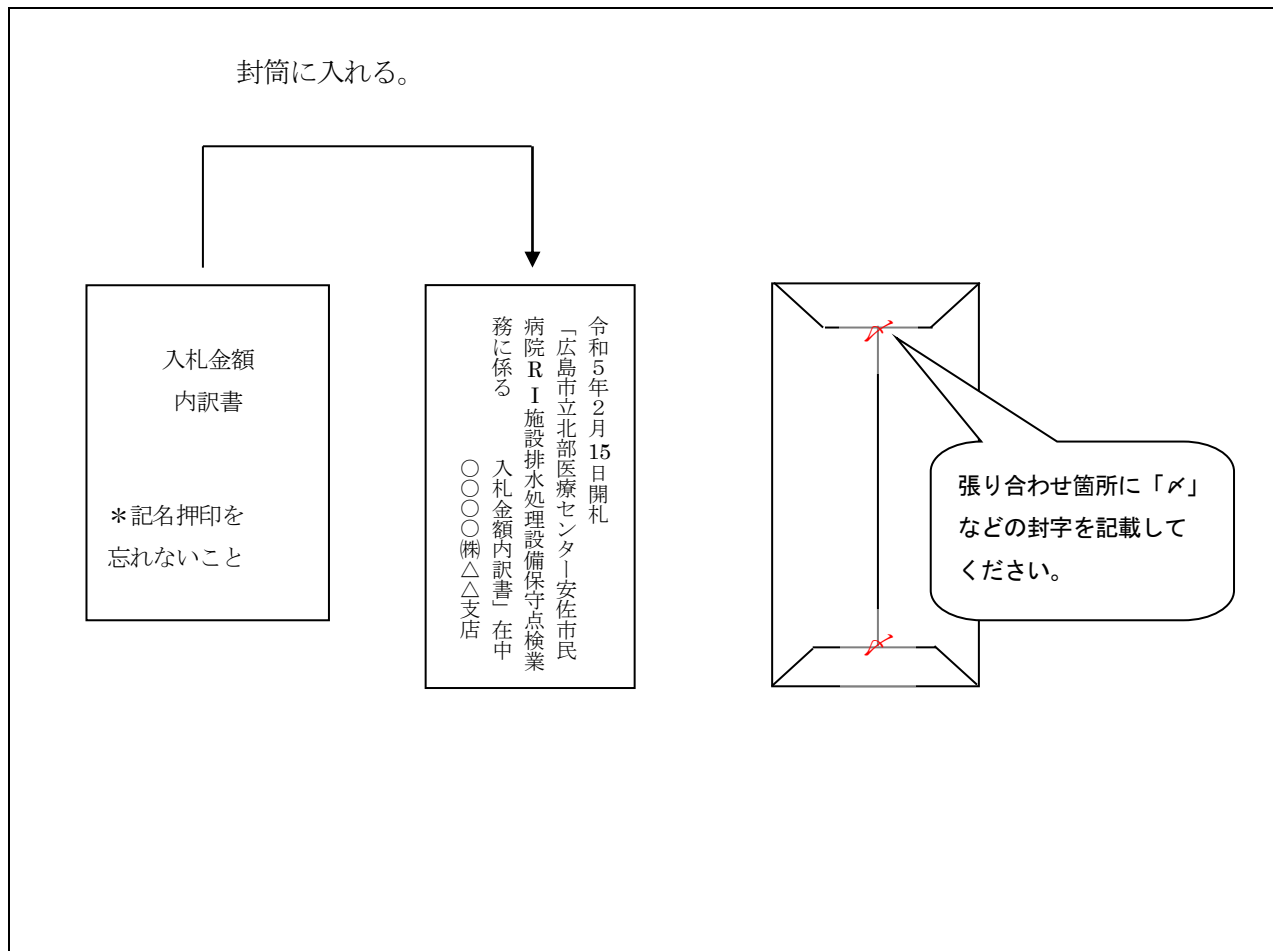 封筒に入れる。
入札金額
内訳書
＊記名押印を
忘れないこと
令和５年２月15日開札
「広島市立北部医療センター安佐市民
病院ＲＩ施設排水処理設備保守点検業
務に係る
入札金額内訳書」在中
○○○○㈱△△支店
〆
〆
張り合わせ箇所に「〆」
などの封字を記載して
ください。